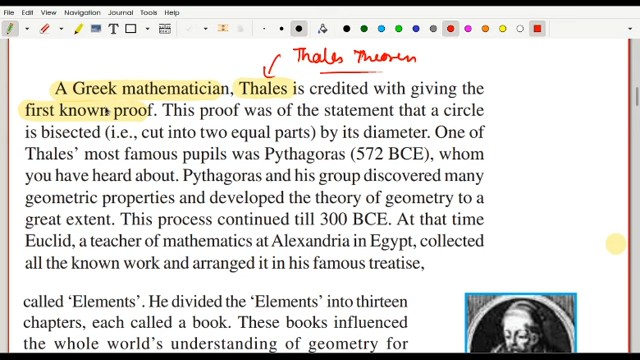 File Edit View Journal Tools Options Help
Thales Theorem
A Greek mathematician, Thales is credited with giving the
first known proof. This proof was of the statement that a circle
is bisected (i.e., cut into two equal parts) by its diameter. One of
Thales' most famous pupils was Pythagoras (572 BCE), whom
you have heard about. Pythagoras and his group discovered many
geometric properties and developed the theory of geometry to
a great extent. This process continued till 300 BCE. At that time
Euclid, a teacher of mathematics at Alexandria in Egypt, collected
all the known work and arranged it in his famous treatise,
called ‘Elements’. He divided the ‘Elements’ into thirteen
chapters, each called a book. These books influenced
the whole world's understanding of geometry for